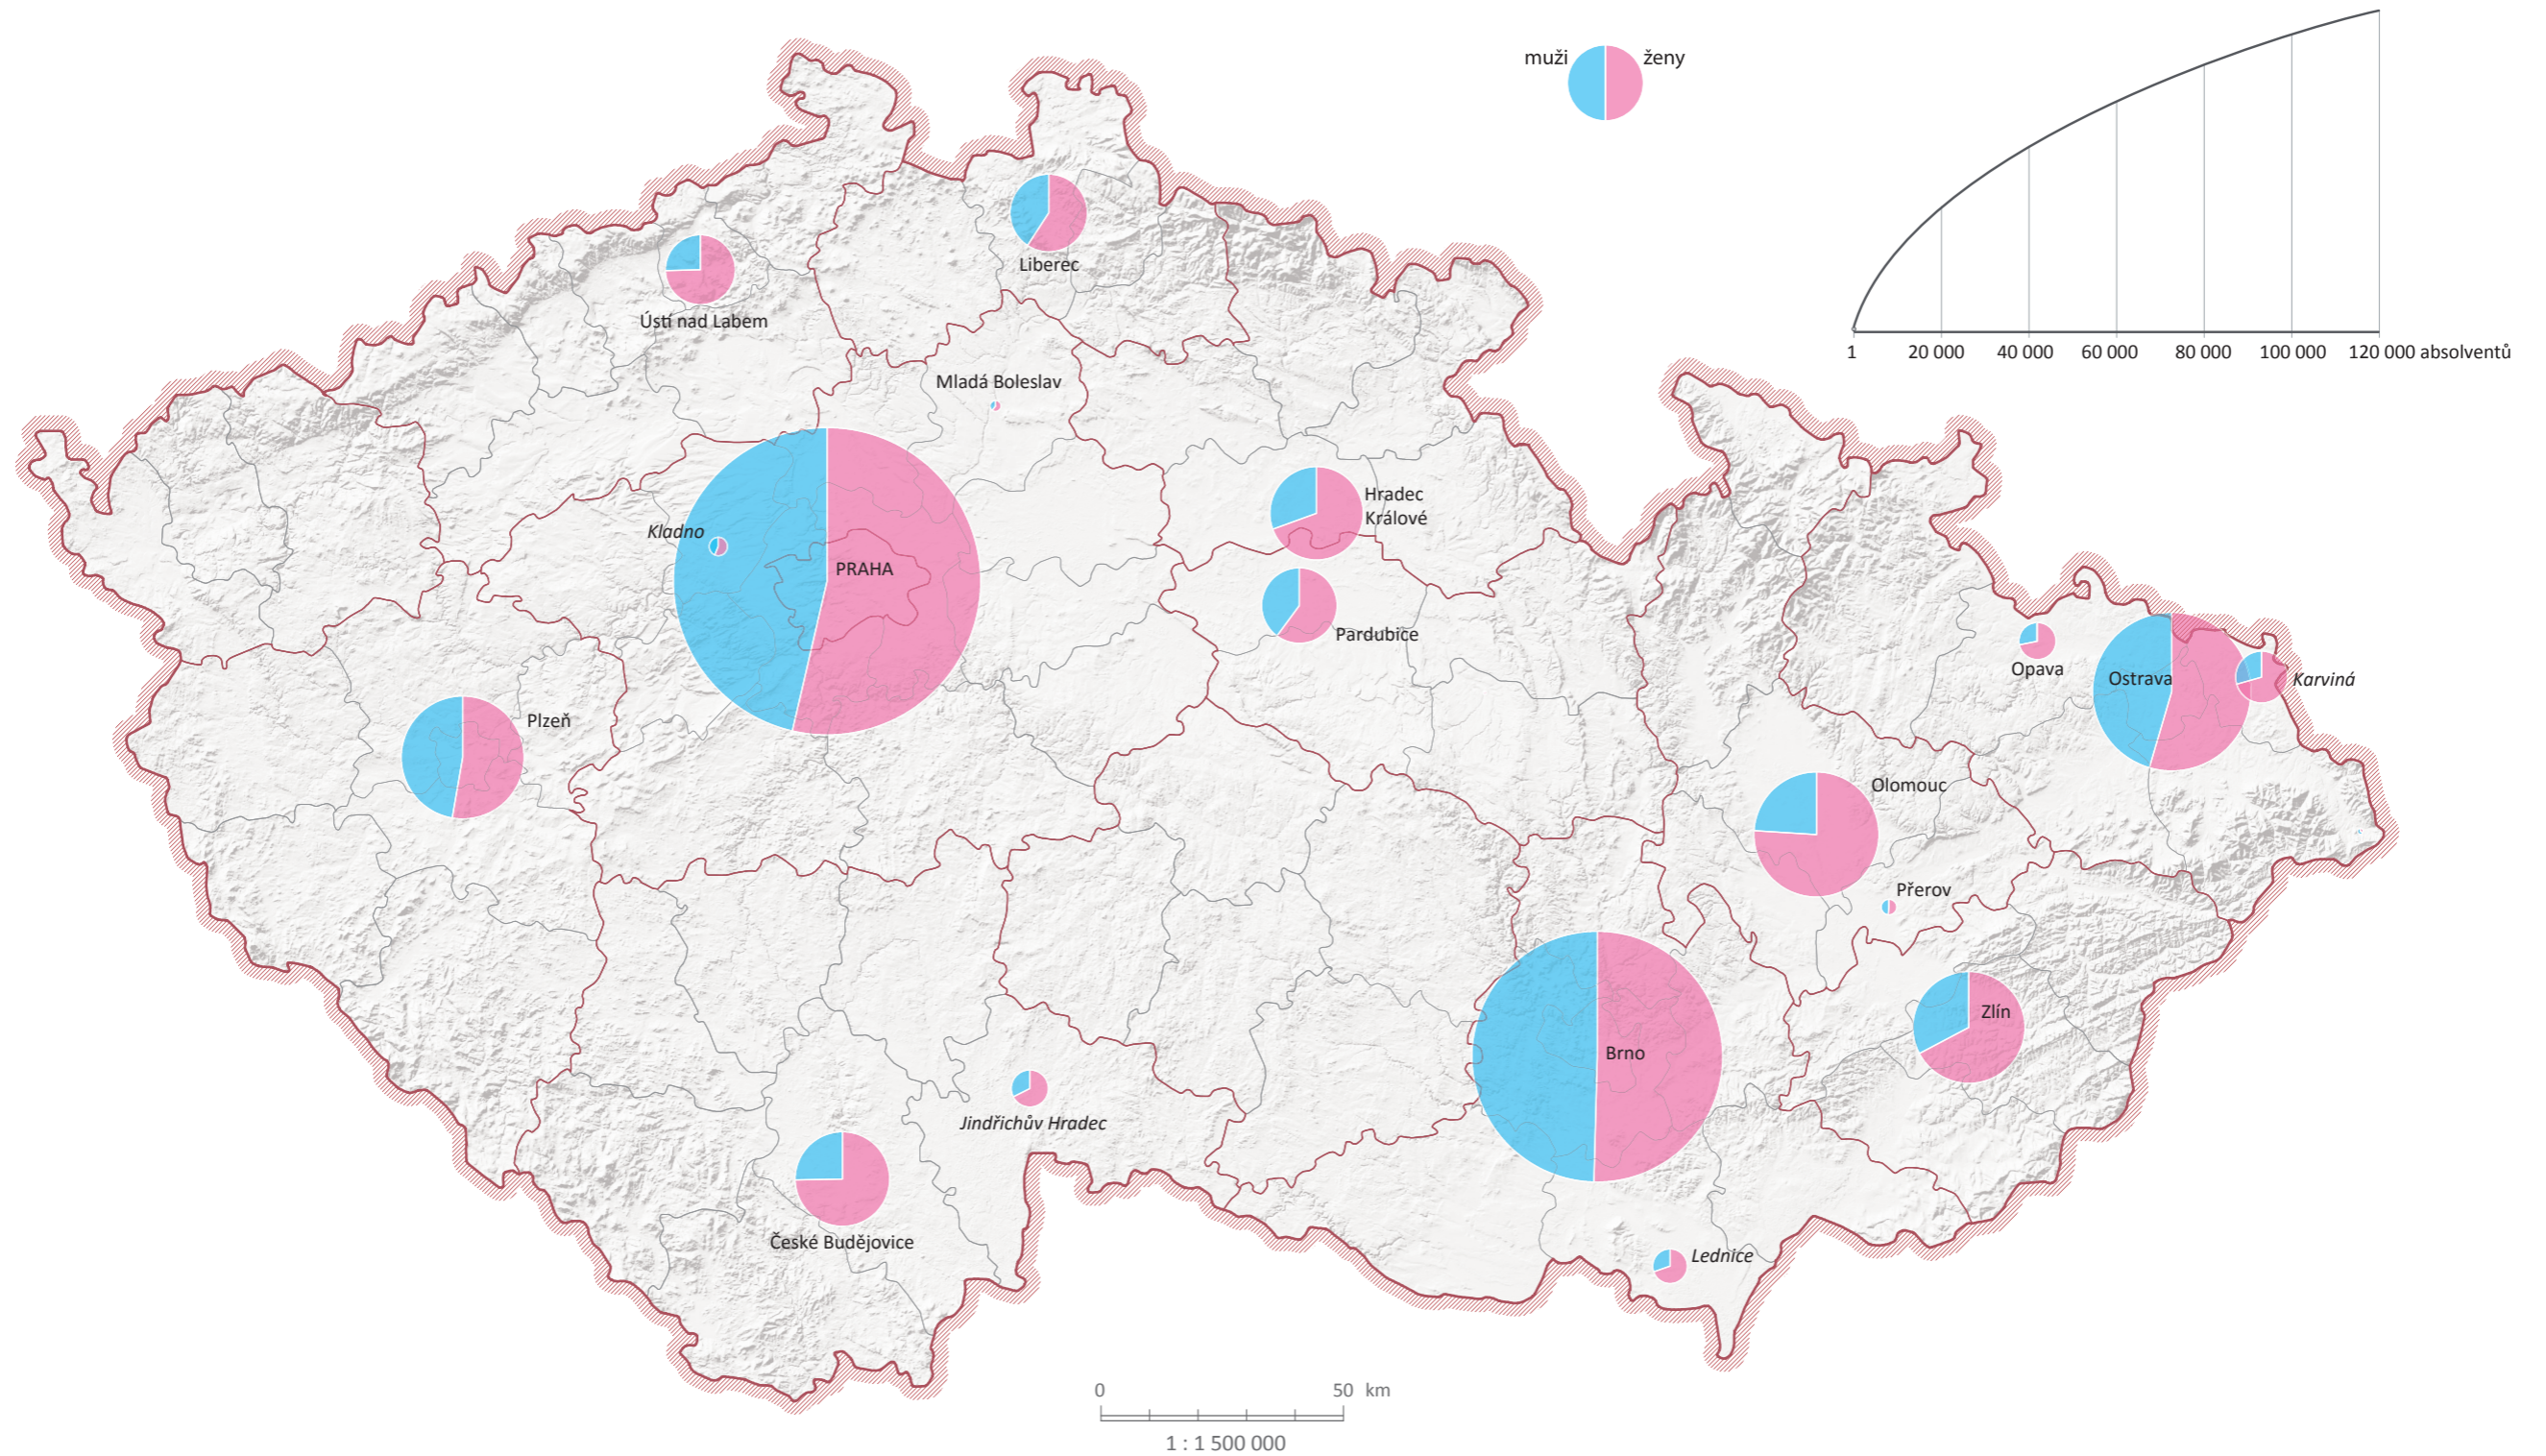 muži ženy
1 20 000 40 000 60 000 80 000 100 000 120 000 absolventů
Liberec
Ústí nad Labem
Mladá Boleslav
Hradec
Králové
Kladno
PRAHA
Pardubice
Opava
Ostrava
Karviná
Plzeň
Olomouc
Přerov
Zlín
Brno
Jindřichův Hradec
České Budějovice
Lednice
0 50 km
1 : 1 500 000